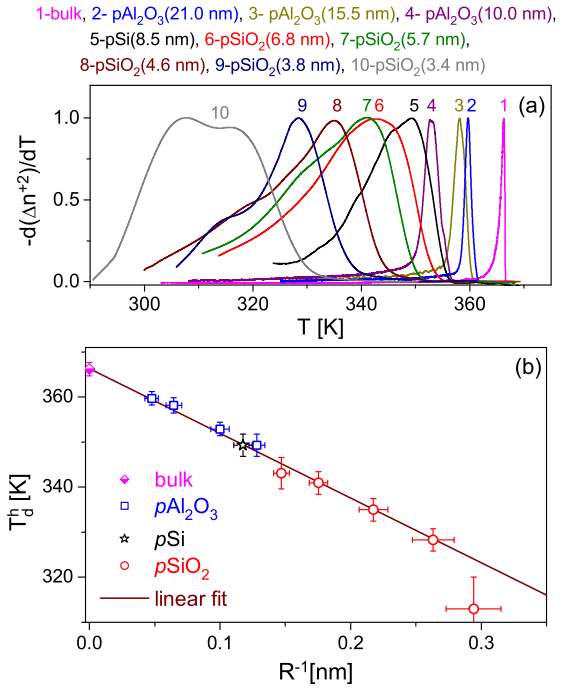 1-bulk, 2- pAl2O3(21.0 nm), 3- pAl2O3(15.5 nm), 4- pAl2O3(10.0 nm),
5-pSi(8.5 nm), 6-pSiO2(6.8 nm), 7-pSiO2(5.7 nm),
8-pSiO2(4.6 nm), 9-pSiO2(3.8 nm), 10-pSiO2(3.4 nm)
10 9 8 7 6 5 4 3 2 1 (a)
1.0
0.5
0.0
-d(Δn⁺²)/dT
300 320 340 360
T [K]
(b)
360
340
320
T_d^h [K]
bulk
pAl2O3
pSi
pSiO2
linear fit
0.0 0.1 0.2 0.3
R⁻¹[nm]